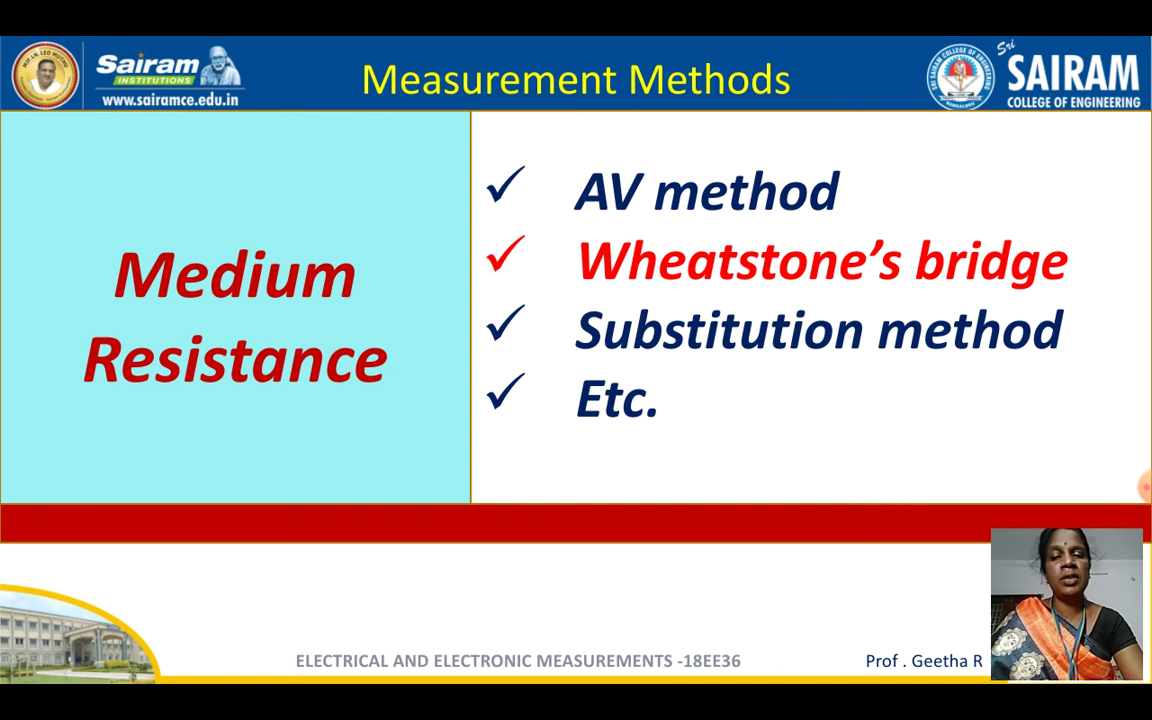 Sairam
INSTITUTIONS
www.sairamce.edu.in
Measurement Methods
Sri
SAIRAM
COLLEGE OF ENGINEERING
Medium
Resistance
✓ AV method
✓ Wheatstone’s bridge
✓ Substitution method
✓ Etc.
ELECTRICAL AND ELECTRONIC MEASUREMENTS -18EE36
Prof . Geetha R